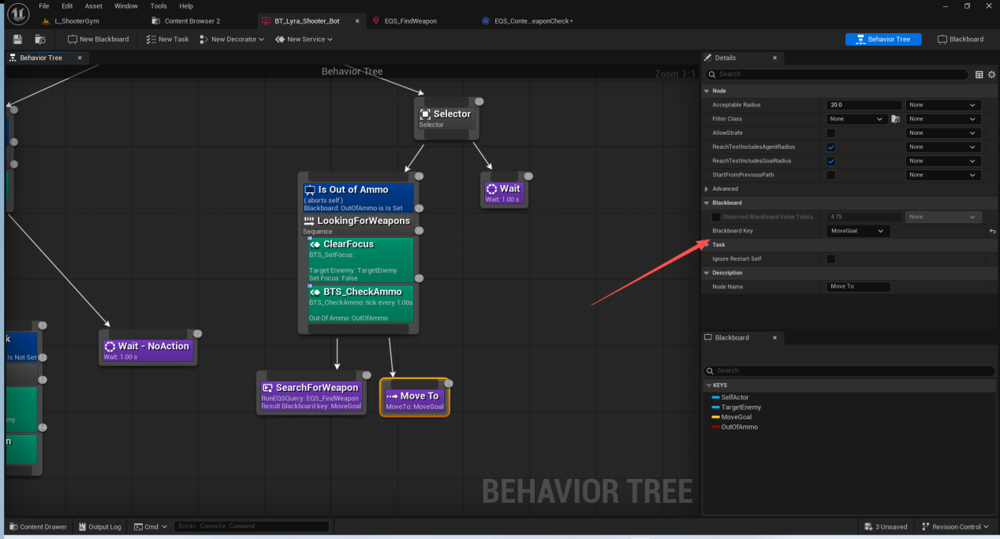 File Edit Asset Window Tools Help
L_ShooterGym
Content Browser 2
BT_Lyra_Shooter_Bot
EQS_FindWeapon
EQS_Conte...eaponCheck•
New Blackboard
New Task
New Decorator
New Service
Behavior Tree
Blackboard
Behavior Tree
Behavior Tree
Zoom 1:1
Selector
Selector
Is Out of Ammo
( aborts self )
Blackboard: OutOfAmmo is Is Set
LookingForWeapons
Sequence
ClearFocus
BTS_SetFocus:
Target Ennemy: TargetEnemy
Set Focus: False
BTS_CheckAmmo
BTS_CheckAmmo: tick every 1.00s
Out Of Ammo: OutOfAmmo
Wait
Wait: 1.00 s
Wait - NoAction
Wait: 1.00 s
k
Is Not Set
my
n
SearchForWeapon
RunEQSQuery: EQS_FindWeapon
Result Blackboard key: MoveGoal
Move To
MoveTo: MoveGoal
BEHAVIOR TREE
Details
Search
Node
Acceptable Radius 20.0 None
Filter Class None None
AllowStrafe None
ReachTestIncludesAgentRadius None
ReachTestIncludesGoalRadius None
StartFromPreviousPath None
Advanced
Blackboard
Observed Blackboard Value Tolera... 4.75 None
Blackboard Key MoveGoal
Task
Ignore Restart Self
Description
Node Name Move To
Blackboard
Search
KEYS
SelfActor
TargetEnemy
MoveGoal
OutOfAmmo
Content Drawer
Output Log
Cmd
Enter Console Command
3 Unsaved
Revision Control